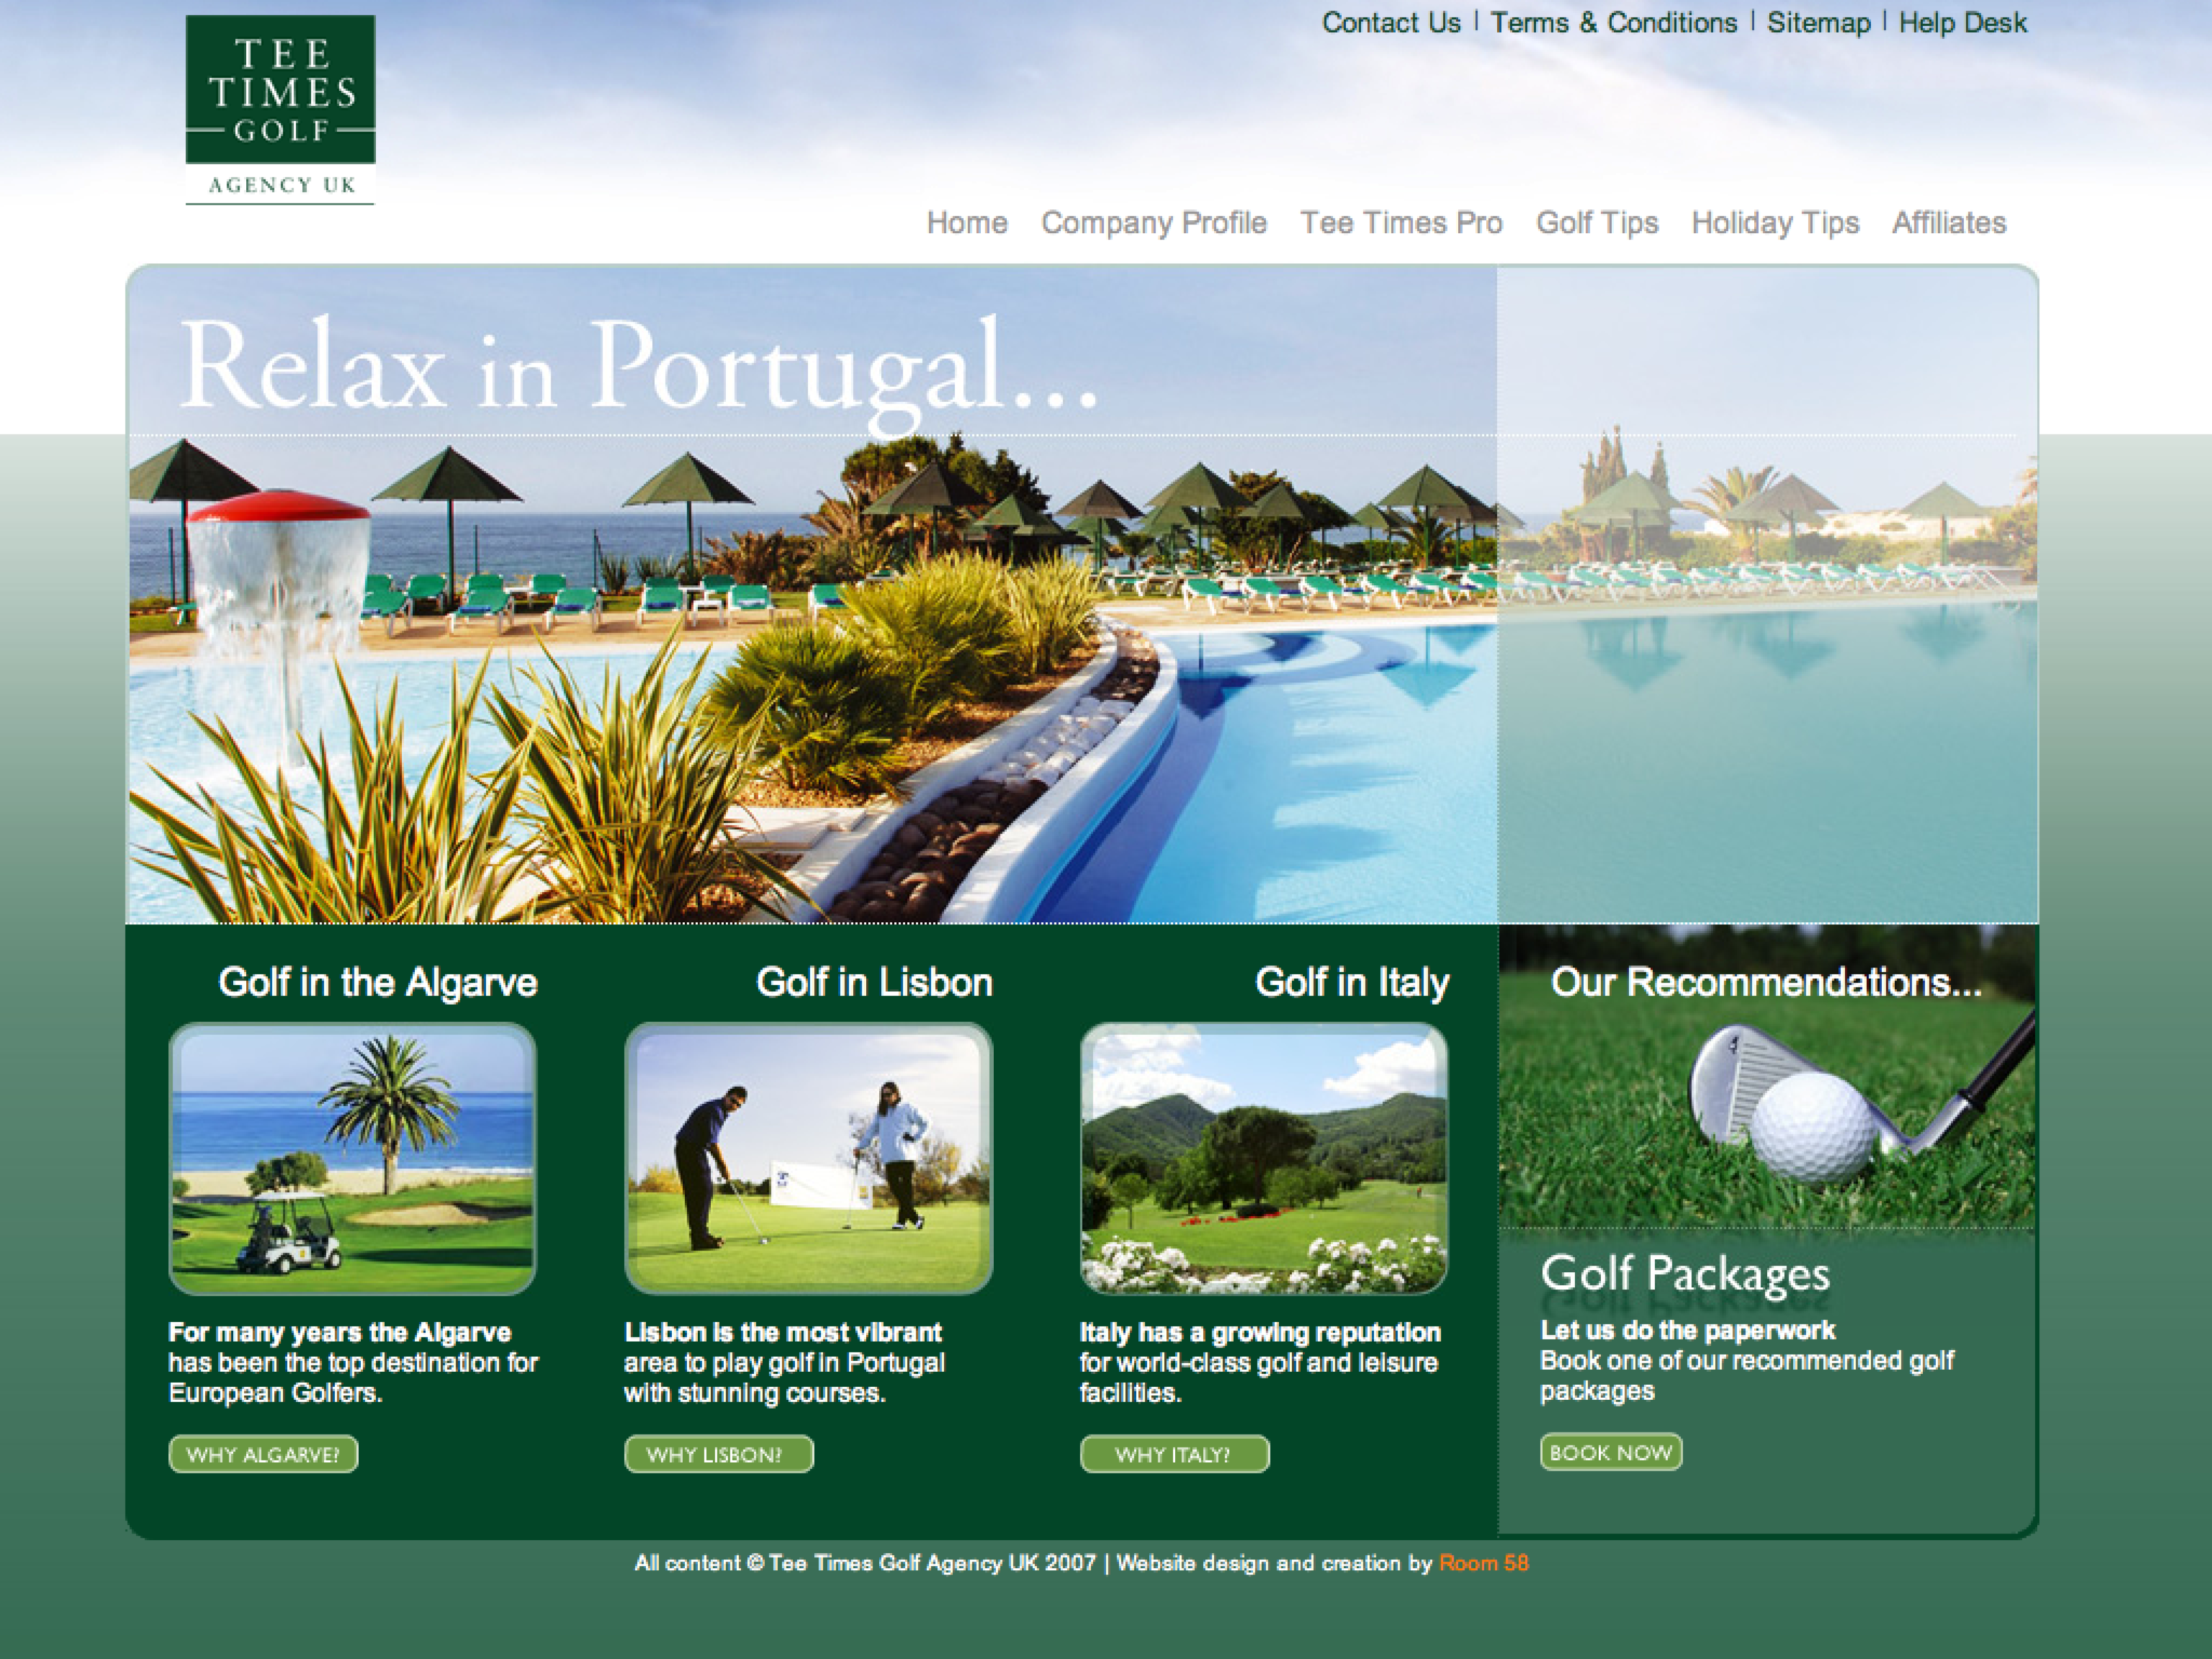 TEE
TIMES
GOLF
AGENCY UK
Contact Us | Terms & Conditions | Sitemap | Help Desk
Home Company Profile Tee Times Pro Golf Tips Holiday Tips Affiliates
Relax in Portugal...
Golf in the Algarve
For many years the Algarve
has been the top destination for
European Golfers.
WHY ALGARVE?
Golf in Lisbon
Lisbon is the most vibrant
area to play golf in Portugal
with stunning courses.
WHY LISBON?
Golf in Italy
Italy has a growing reputation
for world-class golf and leisure
facilities.
WHY ITALY?
Our Recommendations...
Golf Packages
Let us do the paperwork
Book one of our recommended golf
packages
BOOK NOW
All content © Tee Times Golf Agency UK 2007 | Website design and creation by Room 58